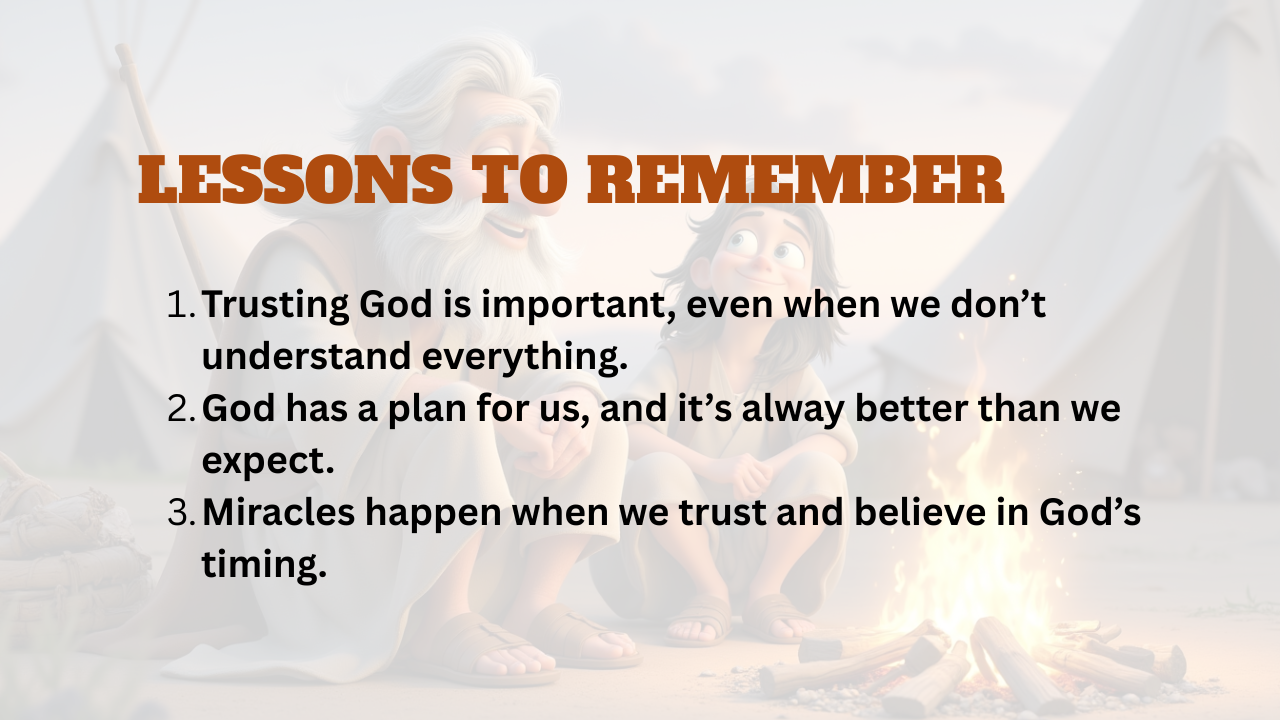 LESSONS TO REMEMBER
1. Trusting God is important, even when we don’t
understand everything.
2. God has a plan for us, and it’s alway better than we
expect.
3. Miracles happen when we trust and believe in God’s
timing.